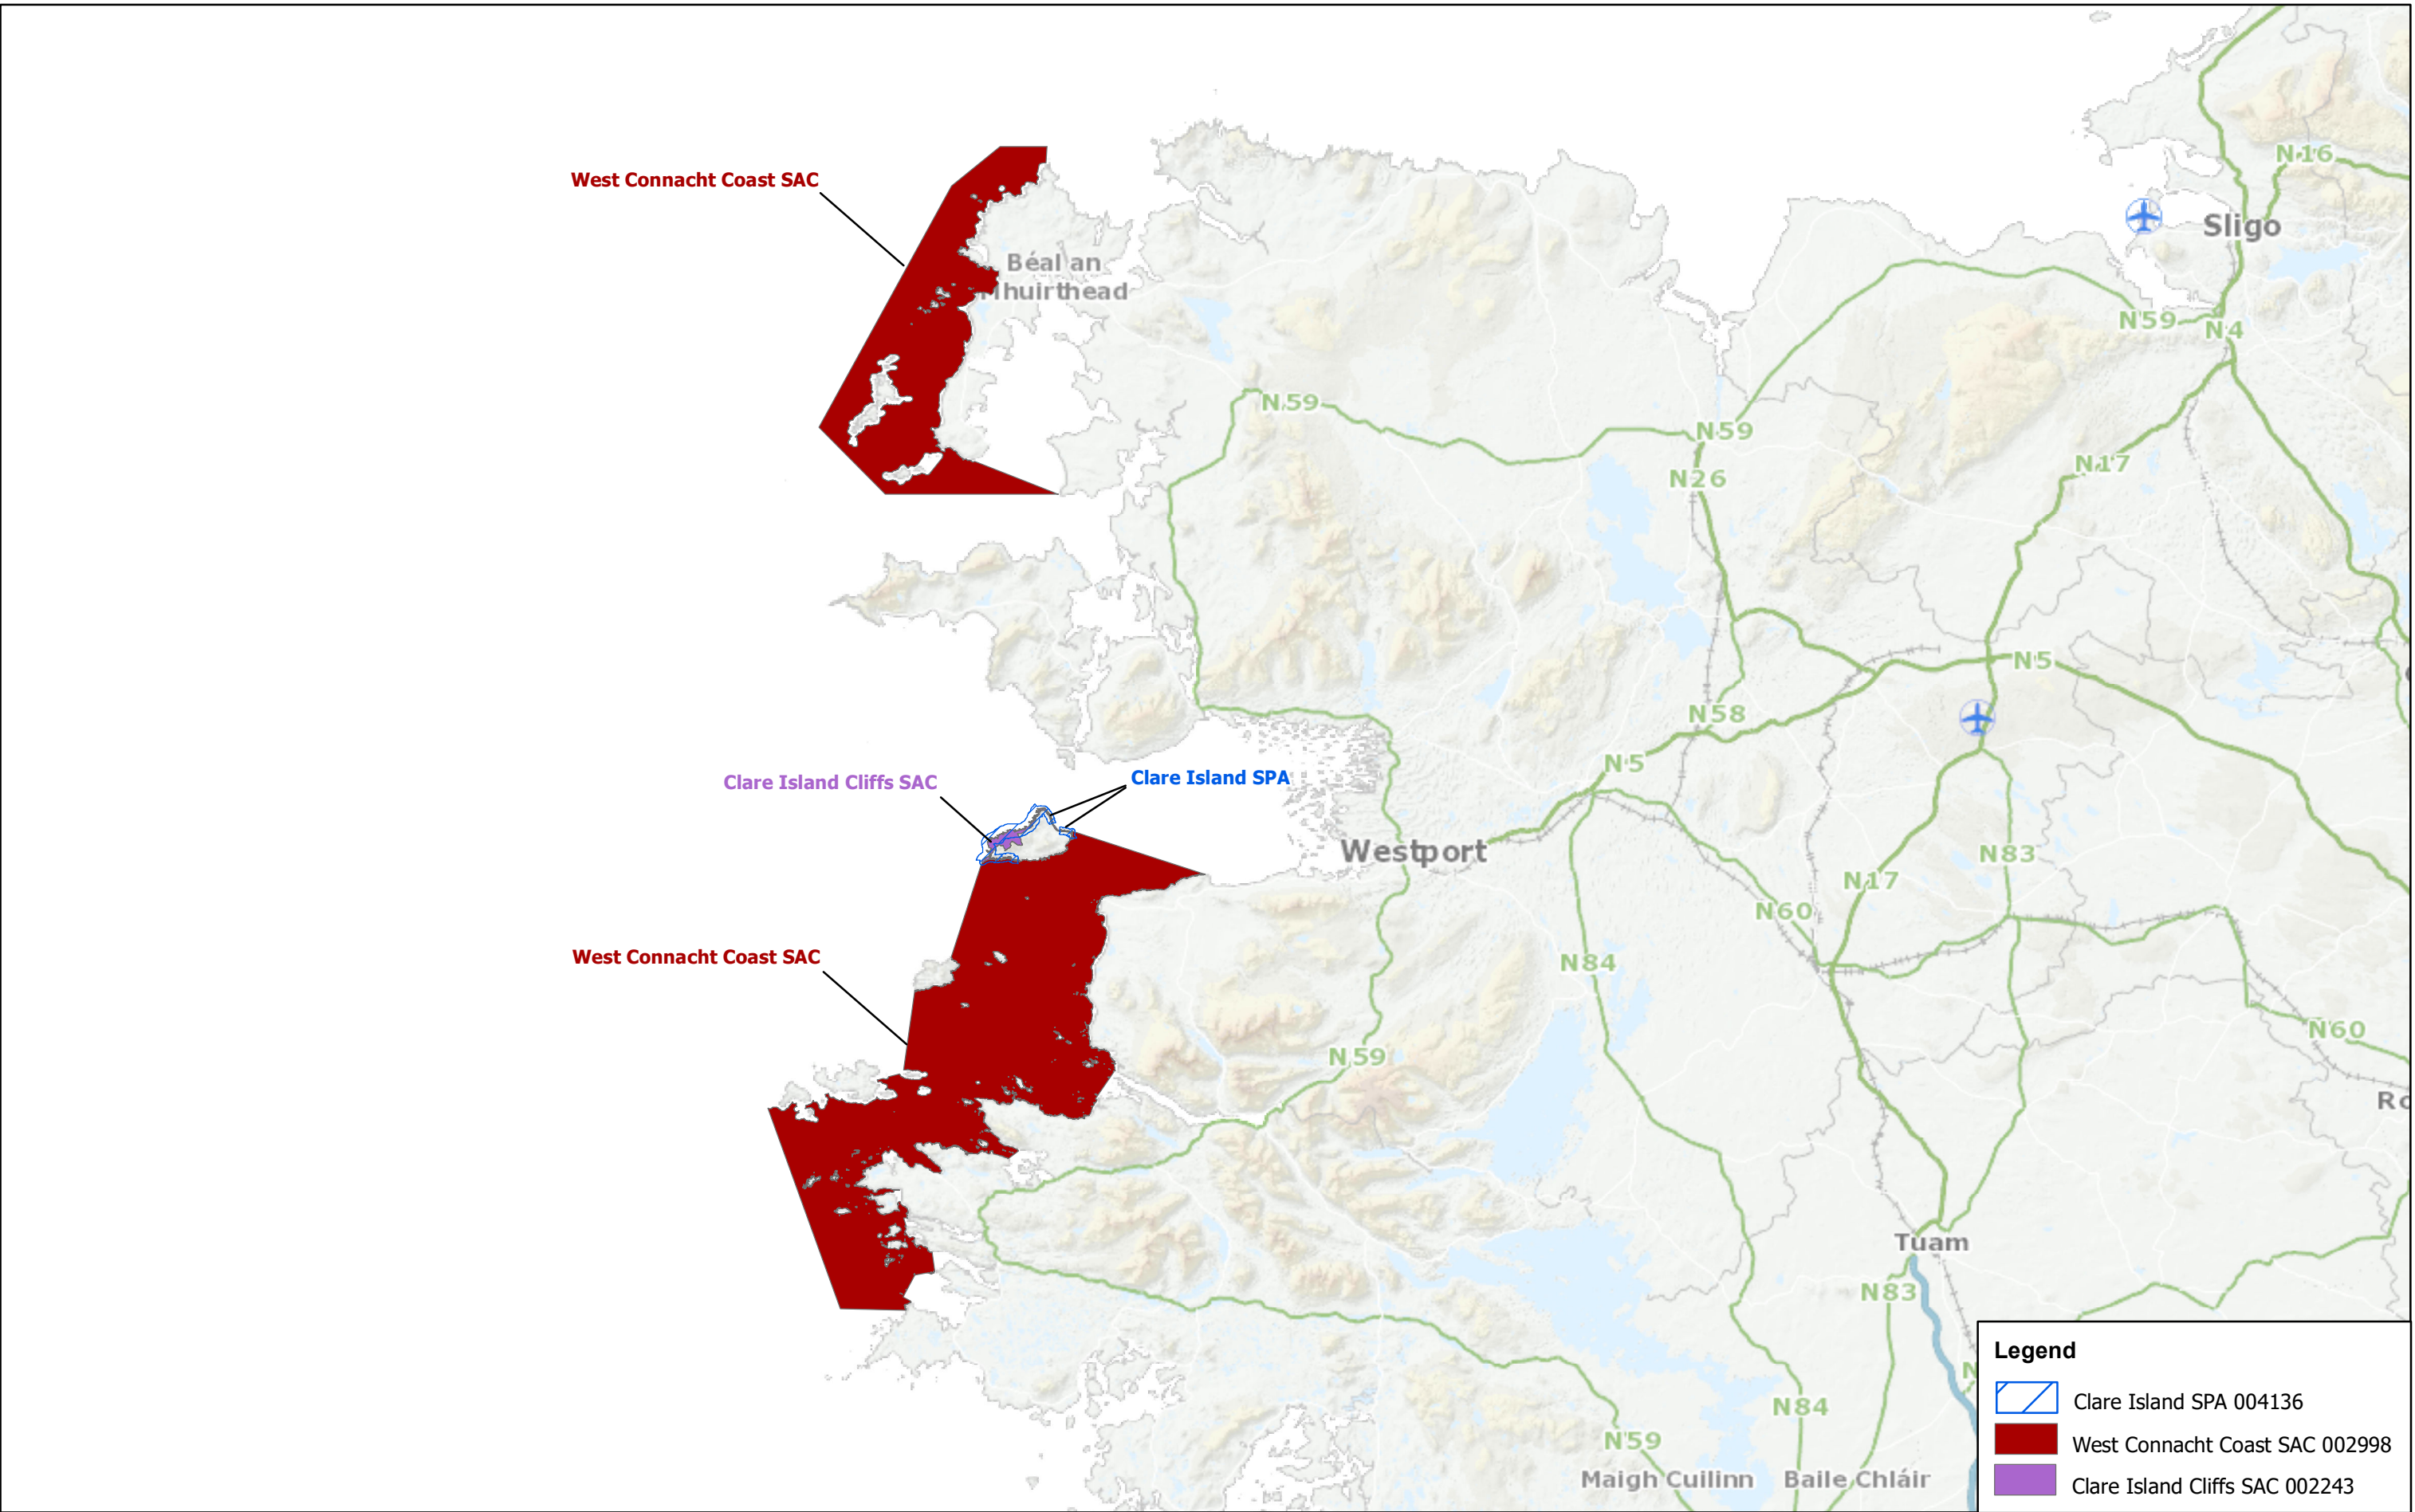 N16
West Connacht Coast SAC
Sligo
Béal an
Mhuirthead
N59
N4
N59
N59
N17
N26
N5
N58
N5
Clare Island Cliffs SAC
Clare Island SPA
Westport
N83
N17
N60
West Connacht Coast SAC
N84
N60
N59
Ro
Tuam
N83
Legend
N
Clare Island SPA 004136
N84
N59
West Connacht Coast SAC 002998
Maigh Cuilinn
Baile Chláir
Clare Island Cliffs SAC 002243